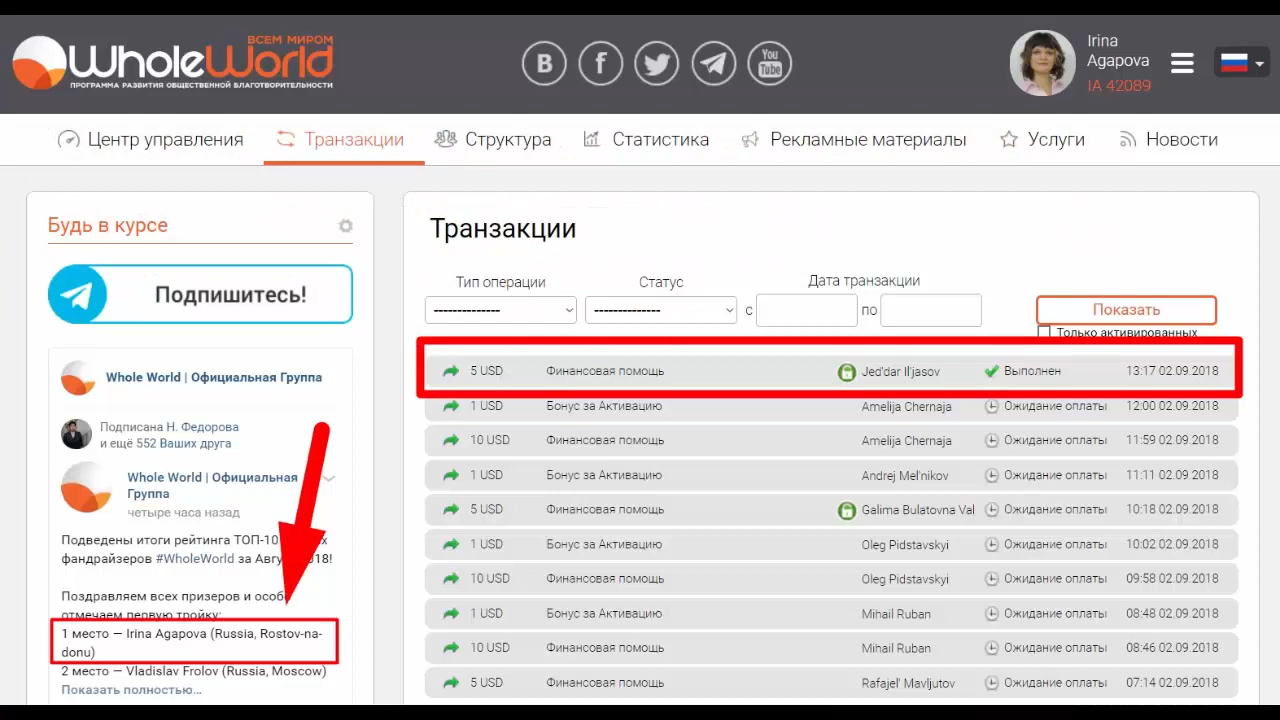 ВСЕМ МИРОМ
WholeWorld
ПРОГРАММА РАЗВИТИЯ ОБЩЕСТВЕННОЙ БЛАГОТВОРИТЕЛЬНОСТИ
B
f
You
Tube
Irina
Agapova
IA 42089
Центр управления
Транзакции
Структура
Статистика
Рекламные материалы
Услуги
Новости
Будь в курсе
Подпишитесь!
Whole World | Официальная Группа
Подписана Н. Федорова
и ещё 552 Ваших друга
Whole World | Официальная
Группа
четыре часа назад
Подведены итоги рейтинга ТОП-10
фандрайзеров #WholeWorld за
Поздравляем всех призеров и
отмечаем первую тройку:
1 место — Irina Agapova (Russia, Rostov-na-
donu)
2 место — Vladislav Frolov (Russia, Moscow)
Показать полностью...
Транзакции
Тип операции Статус Дата транзакции
-------------- -------------- с по Показать
Только активированных
5 USD Финансовая помощь Jed'dar Il'jasov Выполнен 13:17 02.09.2018
1 USD Бонус за Активацию Amelija Chernaja Ожидание оплаты 12:00 02.09.2018
10 USD Финансовая помощь Amelija Chernaja Ожидание оплаты 11:59 02.09.2018
1 USD Бонус за Активацию Andrej Mel'nikov Ожидание оплаты 11:11 02.09.2018
5 USD Финансовая помощь Galima Bulatovna Val Ожидание оплаты 10:18 02.09.2018
1 USD Бонус за Активацию Oleg Pidstavskyi Ожидание оплаты 10:02 02.09.2018
10 USD Финансовая помощь Oleg Pidstavskyi Ожидание оплаты 09:58 02.09.2018
1 USD Бонус за Активацию Mihail Ruban Ожидание оплаты 08:48 02.09.2018
10 USD Финансовая помощь Mihail Ruban Ожидание оплаты 08:46 02.09.2018
5 USD Финансовая помощь Rafajel' Mavljutov Ожидание оплаты 07:14 02.09.2018